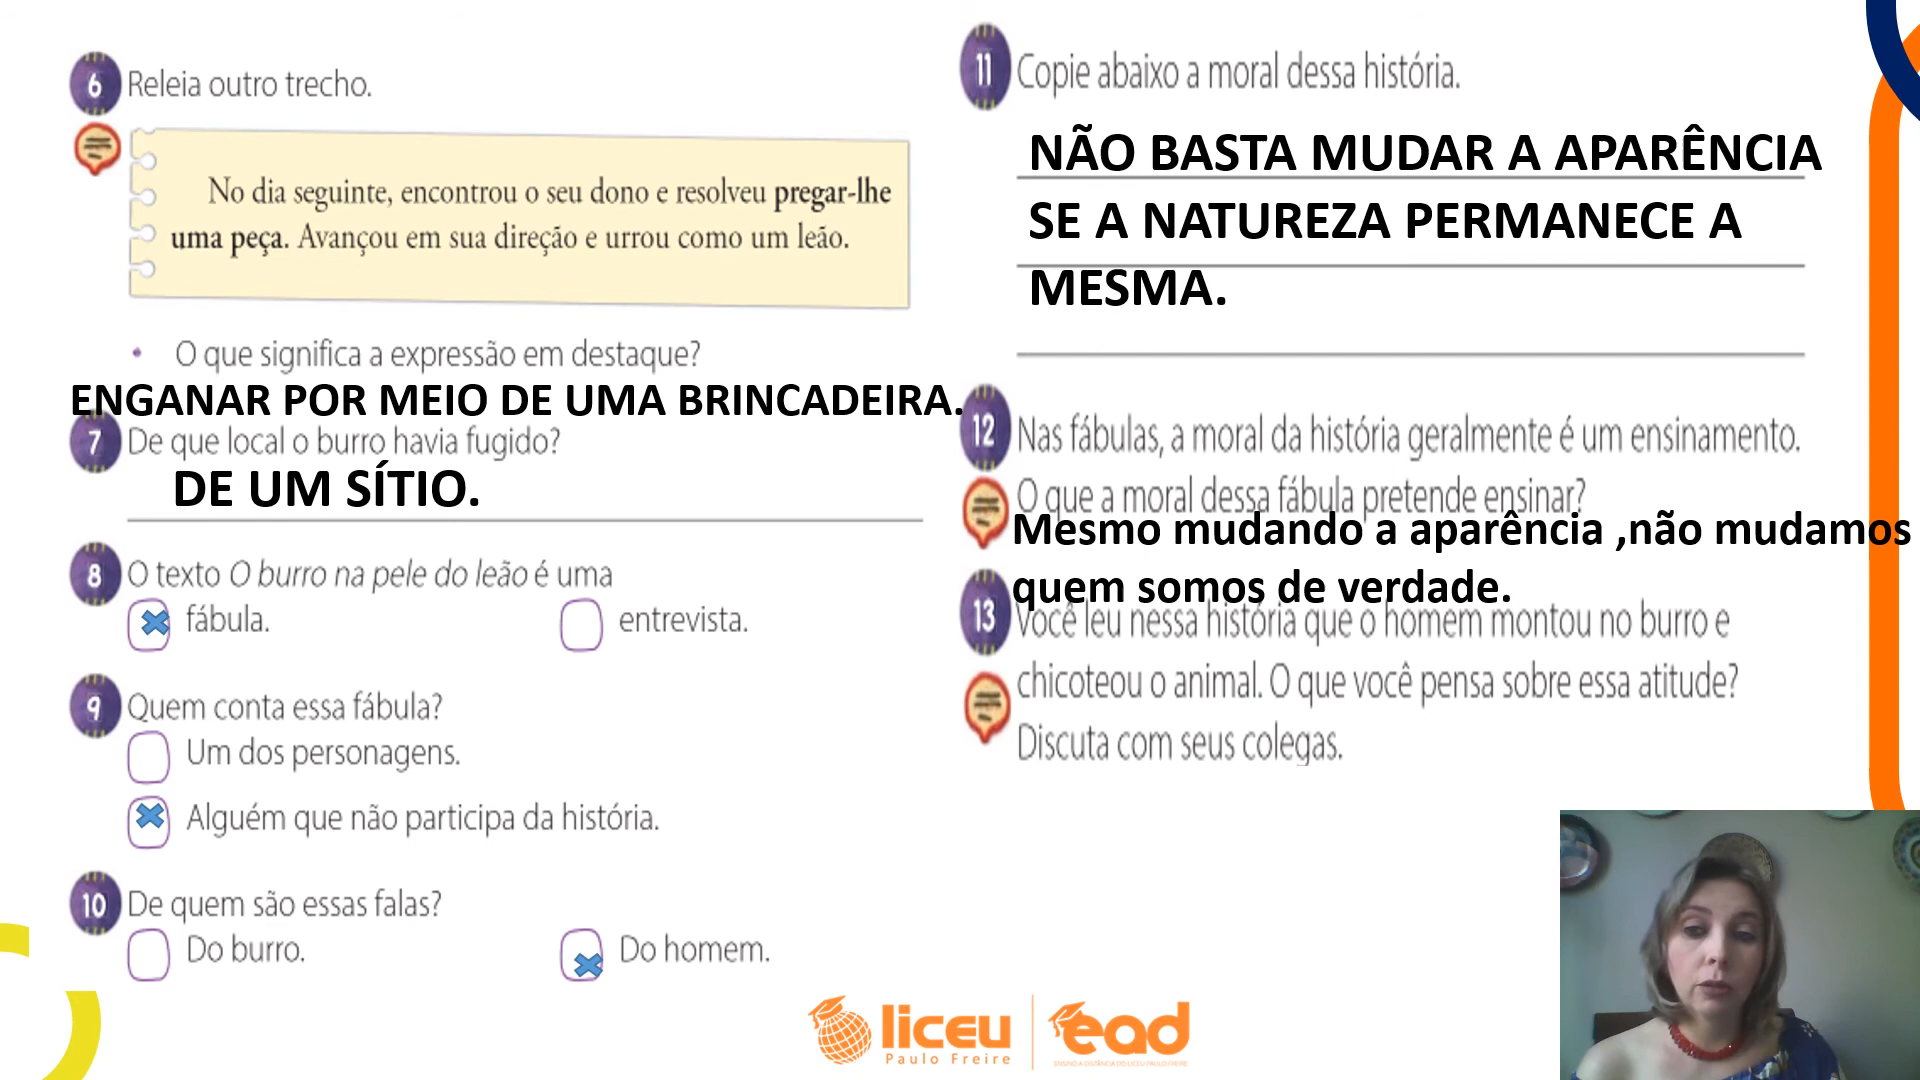 6 Releia outro trecho.
No dia seguinte, encontrou o seu dono e resolveu pregar-lhe
uma peça. Avançou em sua direção e urrou como um leão.
• O que significa a expressão em destaque?
ENGANAR POR MEIO DE UMA BRINCADEIRA.
7 De que local o burro havia fugido?
DE UM SÍTIO.
8 O texto O burro na pele do leão é uma
fábula. entrevista.
9 Quem conta essa fábula?
Um dos personagens.
Alguém que não participa da história.
10 De quem são essas falas?
Do burro. Do homem.
11 Copie abaixo a moral dessa história.
NÃO BASTA MUDAR A APARÊNCIA
SE A NATUREZA PERMANECE A
MESMA.
12 Nas fábulas, a moral da história geralmente é um ensinamento.
O que a moral dessa fábula pretende ensinar?
Mesmo mudando a aparência ,não mudamos
quem somos de verdade.
13 Você leu nessa história que o homem montou no burro e
chicoteou o animal. O que você pensa sobre essa atitude?
Discuta com seus colegas.
liceu
Paulo Freire
ead
ENSINO A DISTÂNCIA DO LICEU PAULO FREIRE